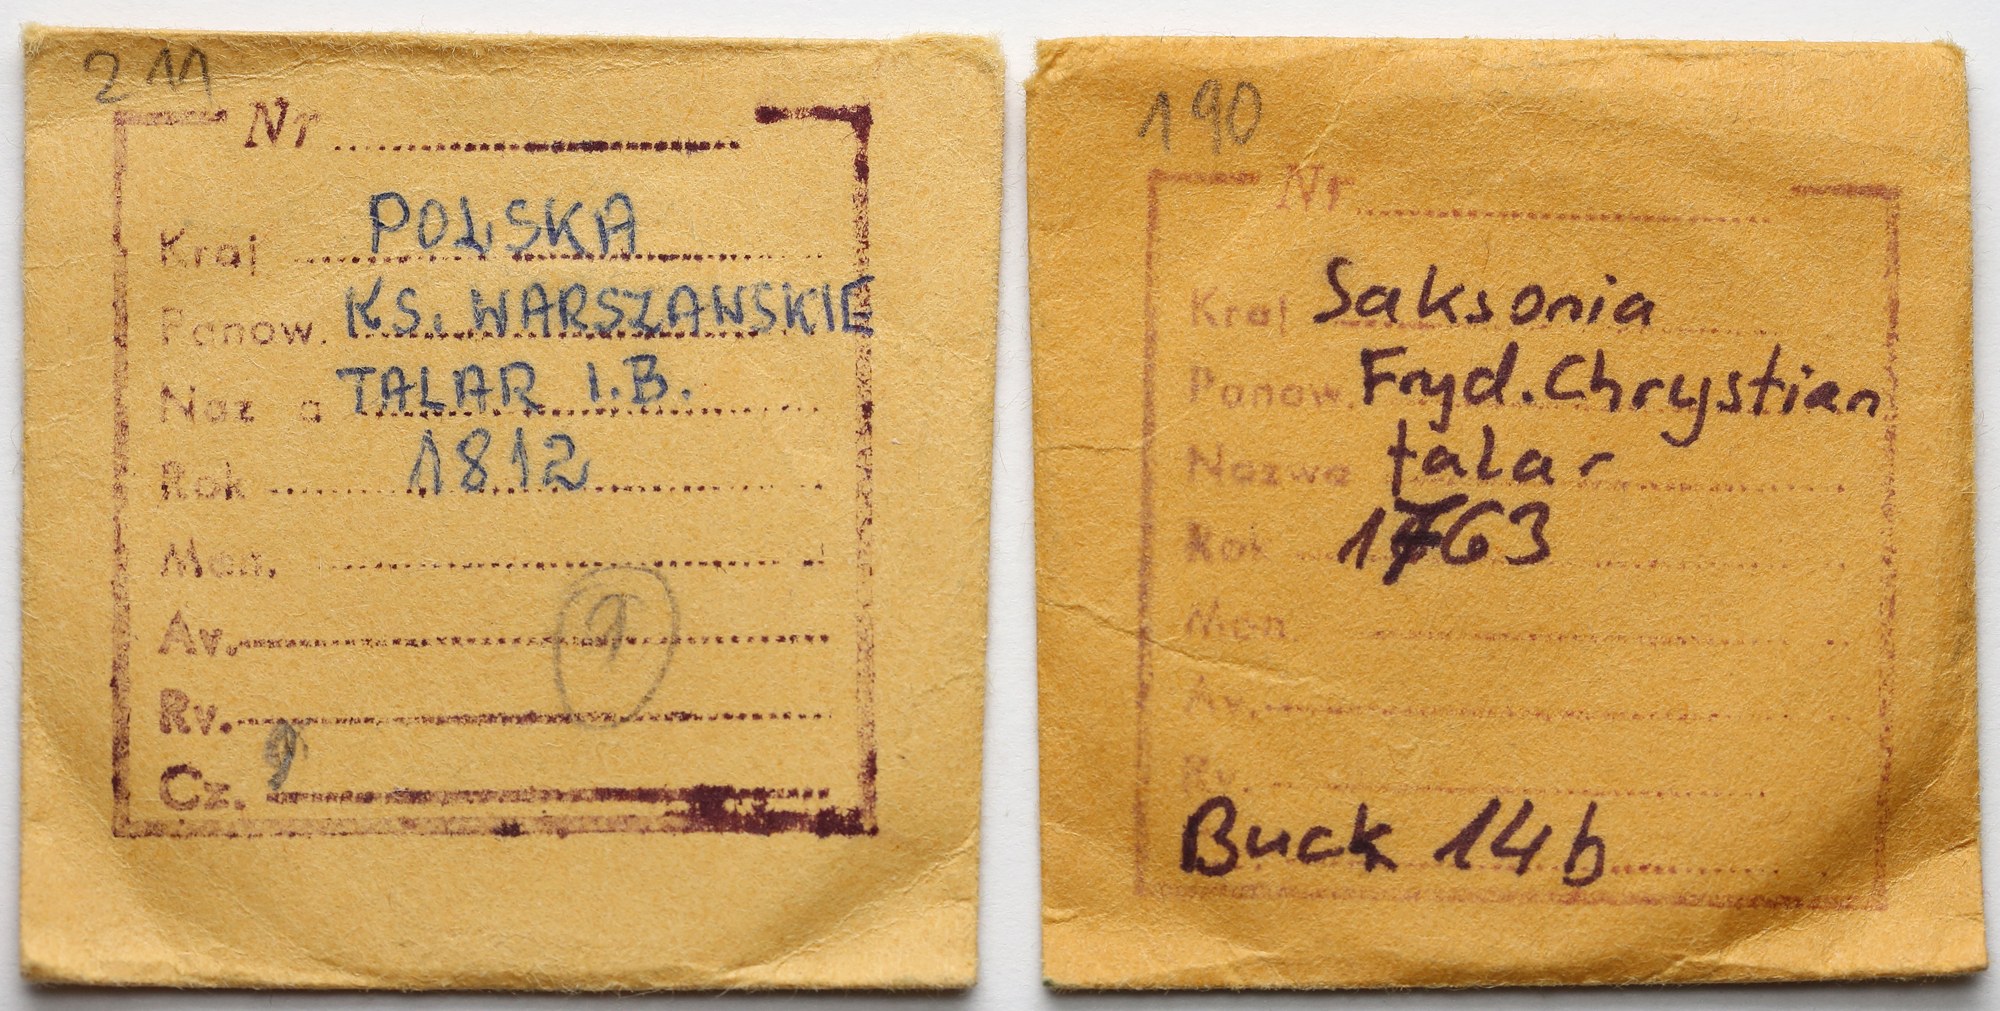 211
Nr
Kraj POLSKA
Panow. KS. WARSZAWSKIE
Naz a TALAR I.B.
Rok 1812
Men.
Av.
Rv.
Cz.
190
Nr
Kraj Saksonia
Panow. Fryd. Chrystian
Nazwa talar
Rok 1763
Men
Av.
Rv.
Buck 14b